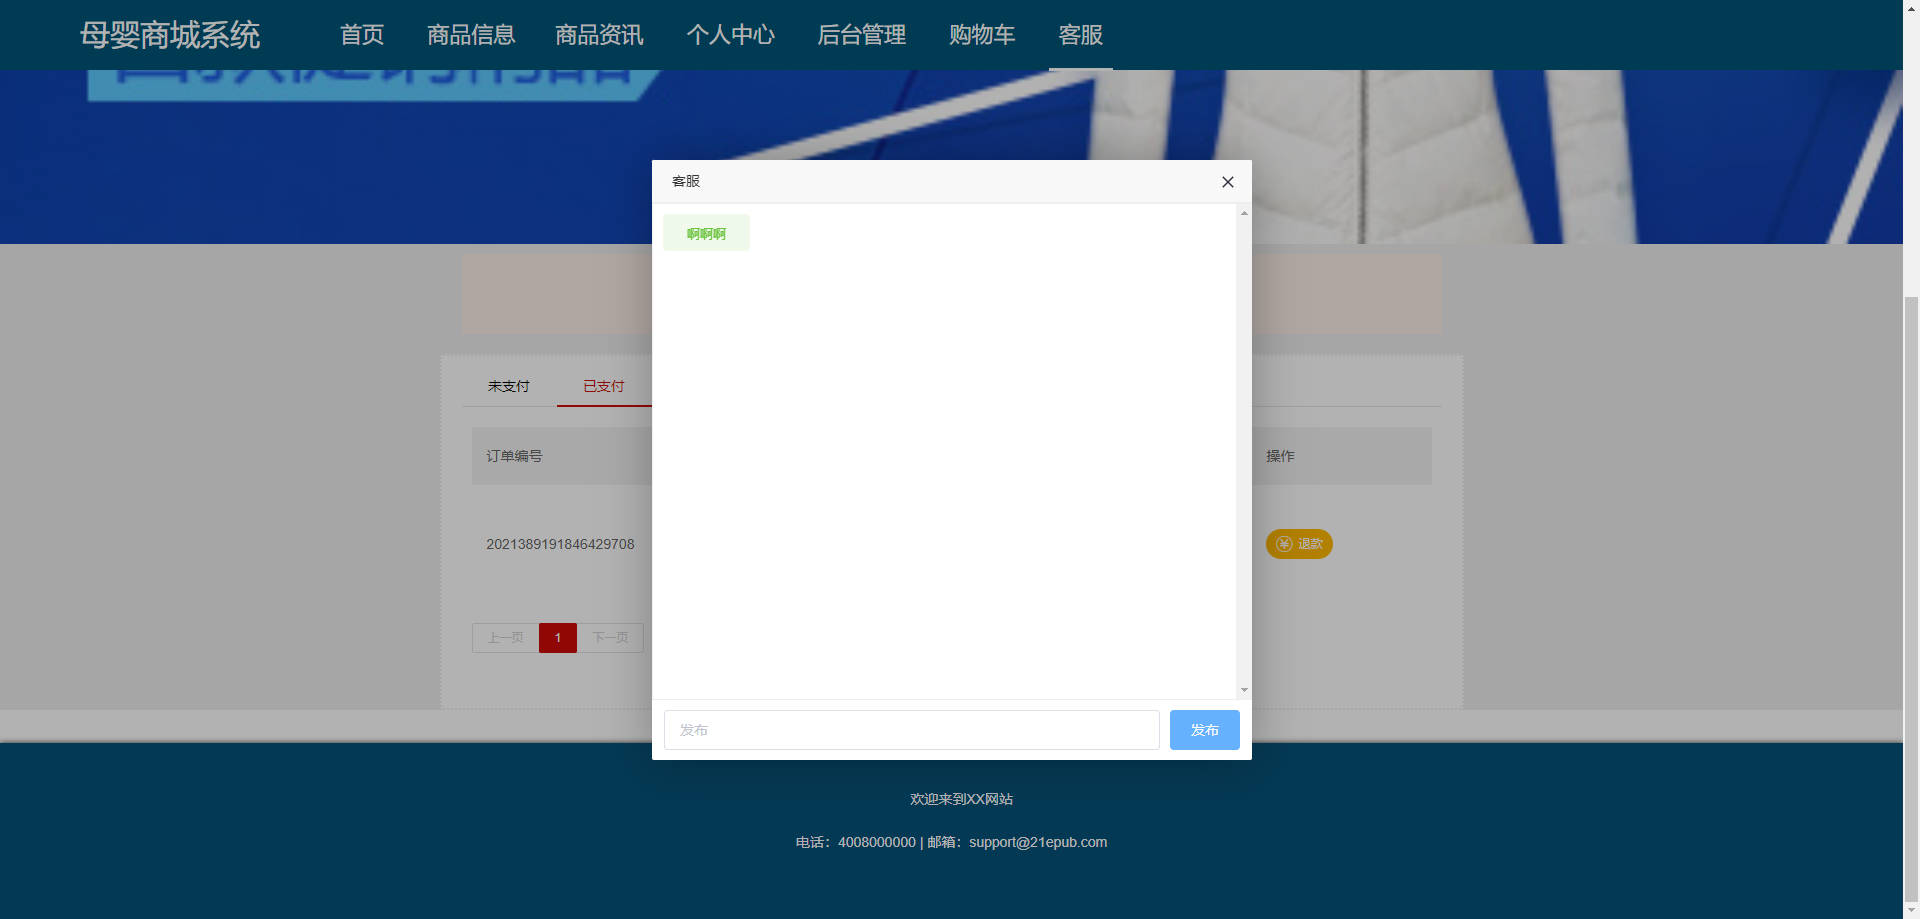 母婴商城系统 首页 商品信息 商品资讯 个人中心 后台管理 购物车 客服
客服
啊啊啊
未支付 已支付
订单编号 操作
2021389191846429708 退款
上一页 1 下一页
发布 发布
欢迎来到XX网站
电话：4008000000 | 邮箱：support@21epub.com